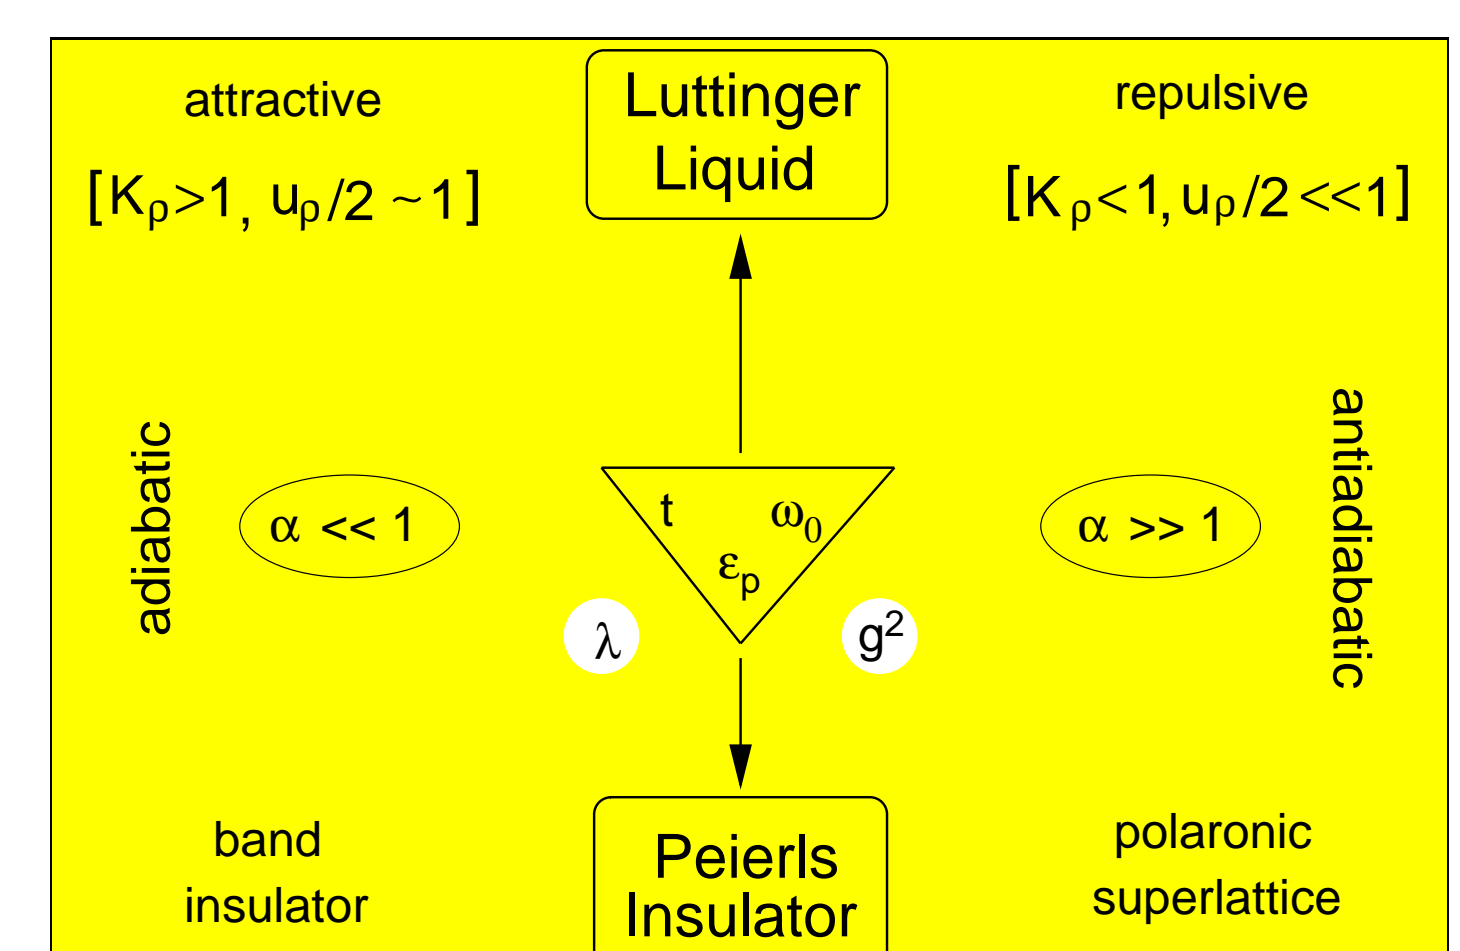 attractive
[Kρ>1, uρ/2 ~1]
Luttinger
Liquid
repulsive
[Kρ<1,uρ/2<<1]
adiabatic
α << 1
t
ω₀
εp
λ
g²
α >> 1
antiadiabatic
band
insulator
Peierls
Insulator
polaronic
superlattice